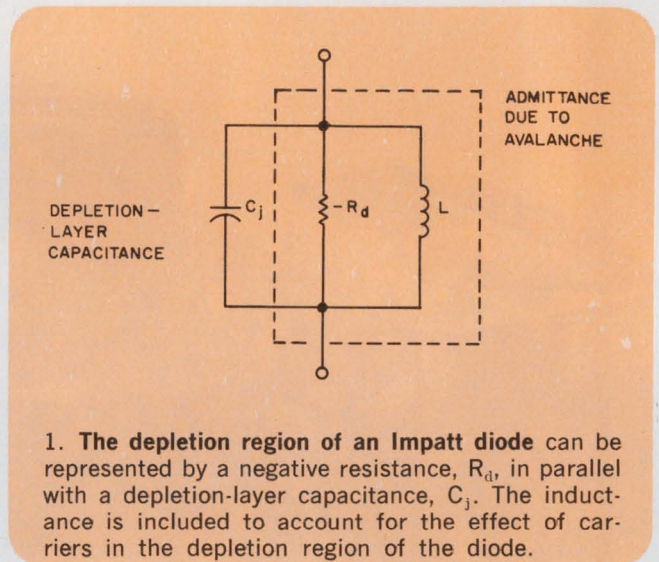 ADMITTANCE
DUE TO
AVALANCHE
DEPLETION –
LAYER
CAPACITANCE
Cj
–Rd
L
1. The depletion region of an Impatt diode can be
represented by a negative resistance, Rd, in parallel
with a depletion-layer capacitance, Cj. The induct-
ance is included to account for the effect of car-
riers in the depletion region of the diode.